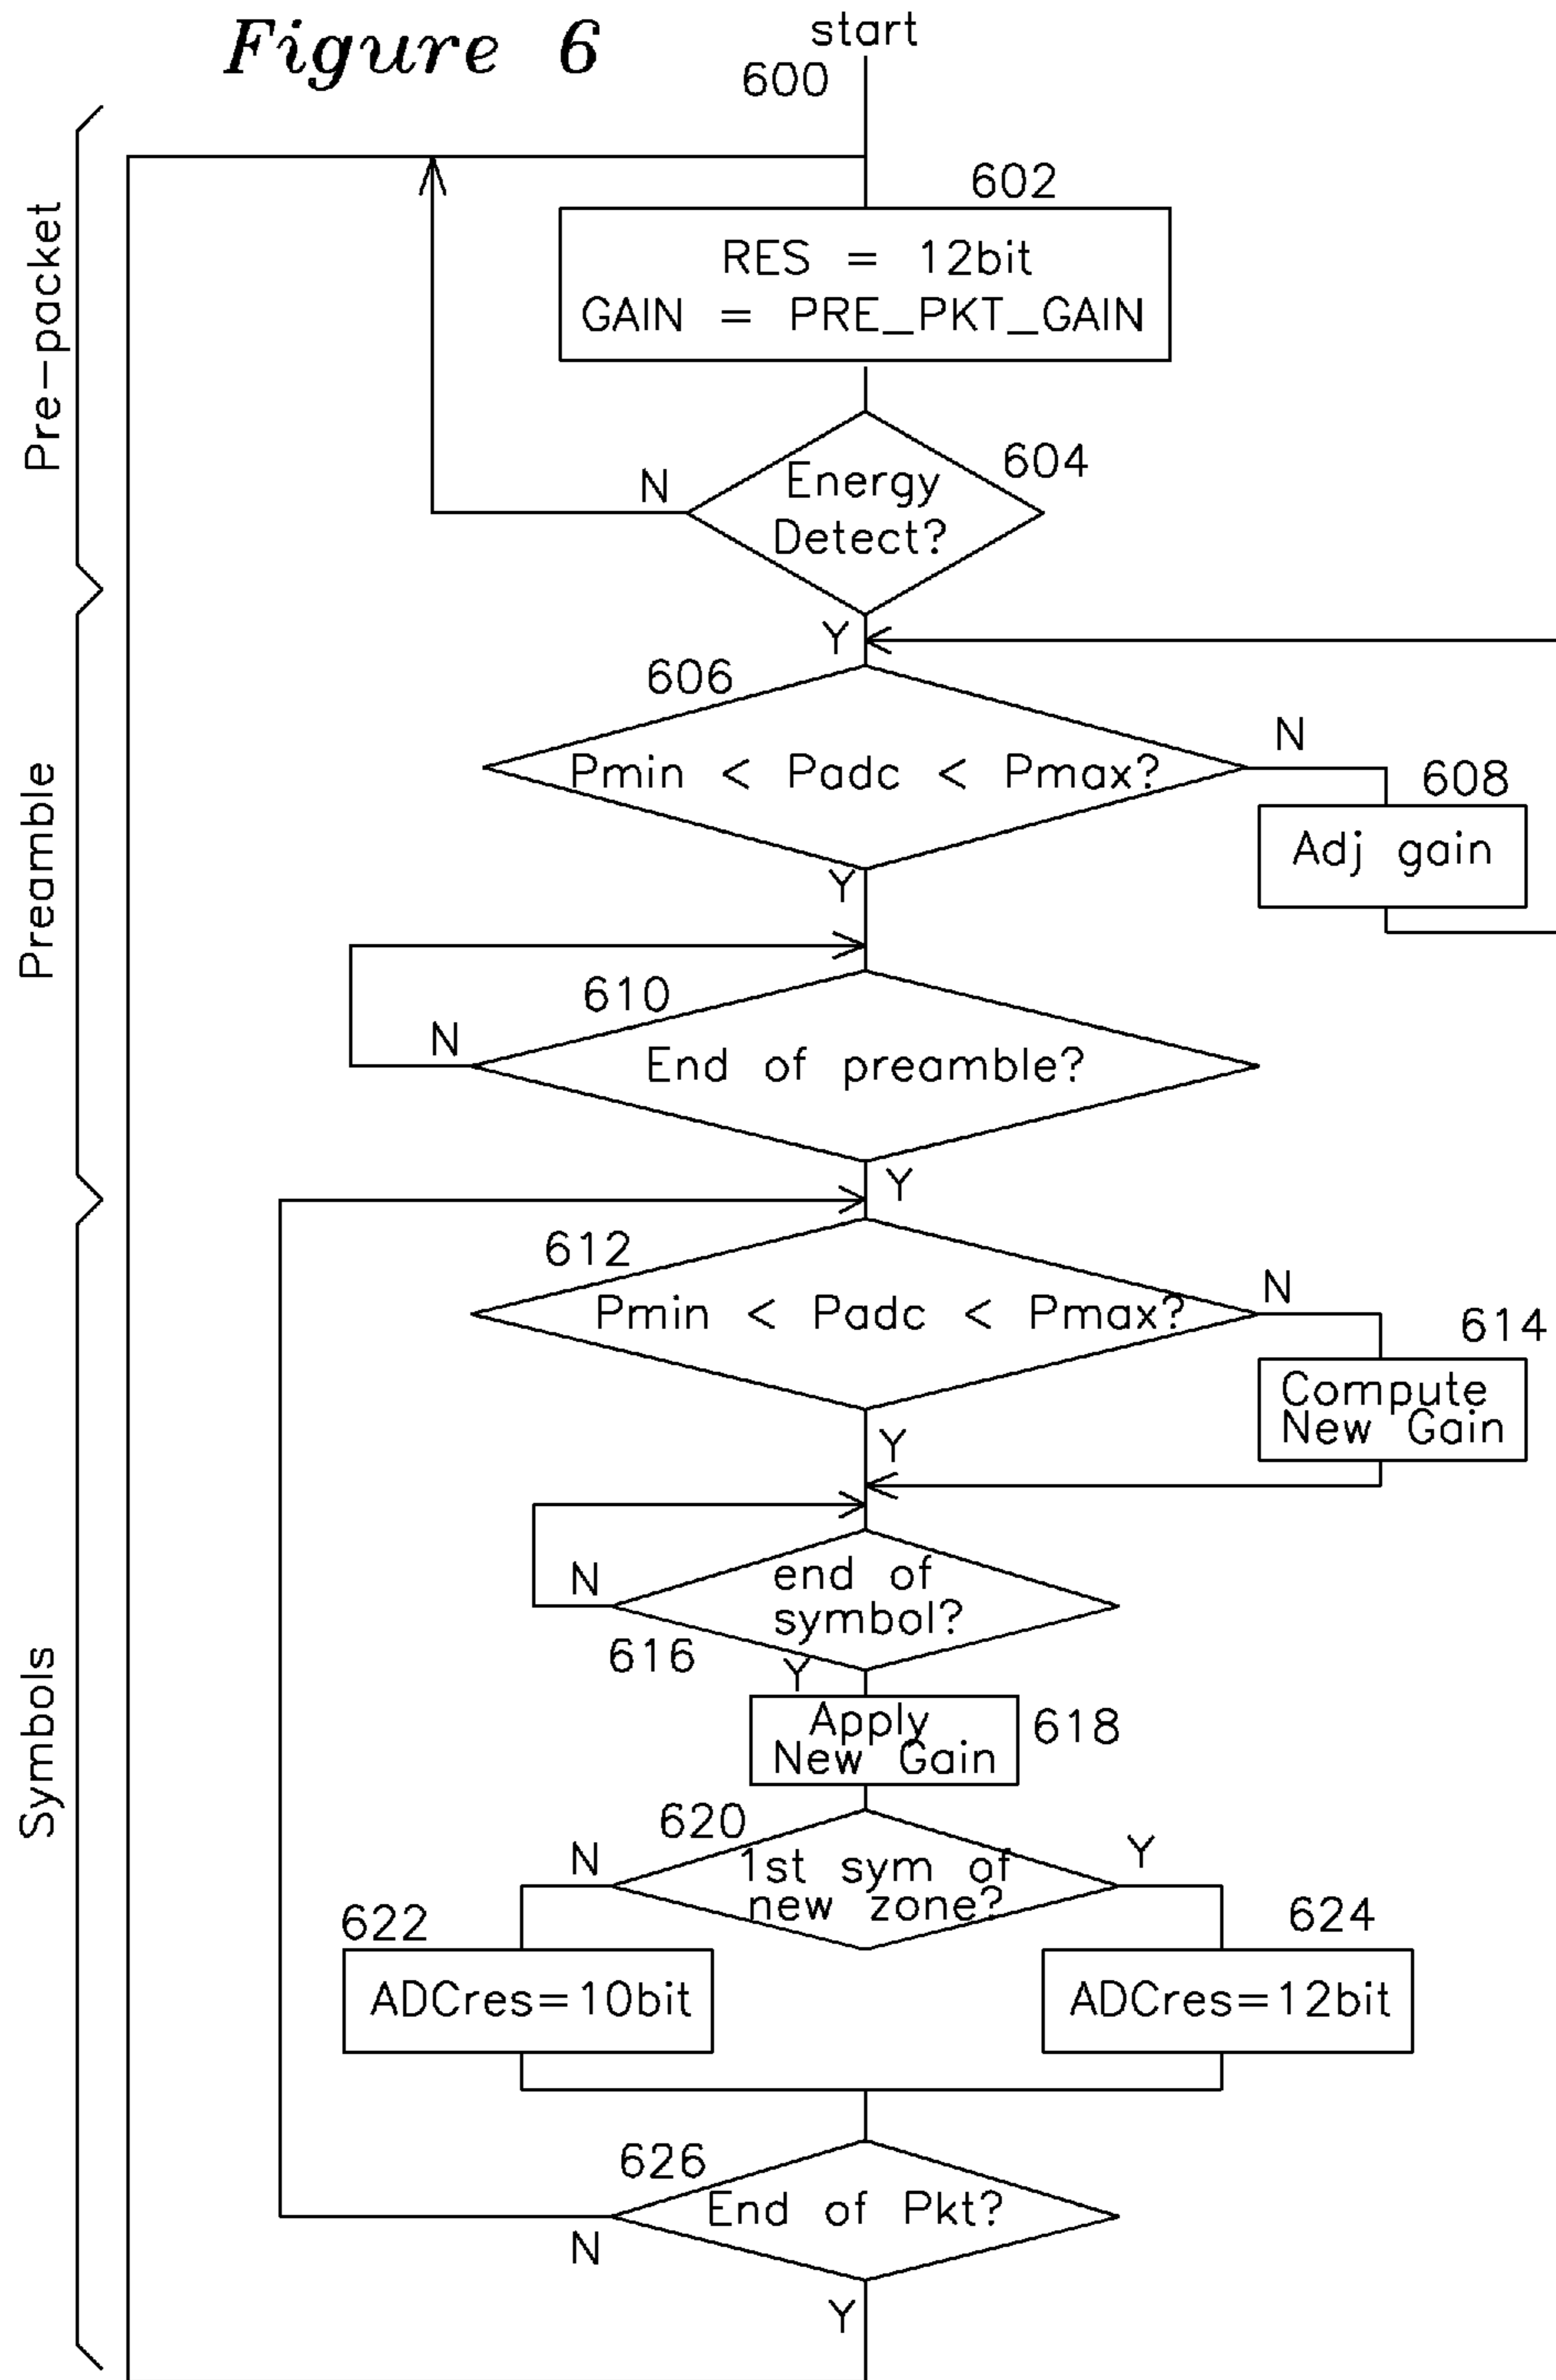 Figure 6
start
600
602
RES = 12bit
GAIN = PRE_PKT_GAIN
Pre-packet
604
Energy
Detect?
N
Y
606
Pmin < Padc < Pmax?
N
608
Adj gain
Y
Preamble
610
End of preamble?
N
Y
612
Pmin < Padc < Pmax?
N
614
Compute
New Gain
Y
end of
symbol?
N
616
Y
Apply
New Gain
618
Symbols
620
1st sym of
new zone?
N
Y
622
ADCres=10bit
624
ADCres=12bit
626
End of Pkt?
N
Y